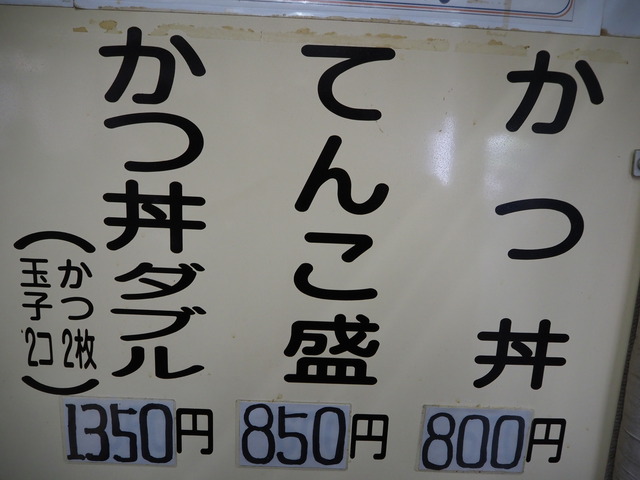 かつ丼
800円
てんこ盛
850円
かつ丼ダブル
(かつ2枚
玉子2コ)
1350円